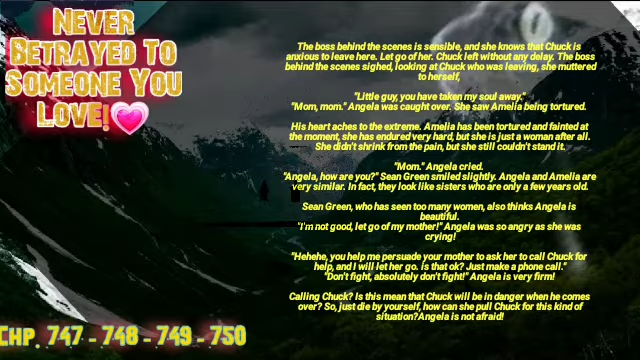 NEVER
BETRAYED TO
SOMEONE YOU
LOVE!
The boss behind the scenes is sensible, and she knows that Chuck is
anxious to leave here. Let go of her. Chuck left without any delay. The boss
behind the scenes sighed, looking at Chuck who was leaving, she muttered
to herself,
"Little guy, you have taken my soul away."
"Mom, mom." Angela was caught over. She saw Amelia being tortured.
His heart aches to the extreme. Amelia has been tortured and fainted at
the moment, she has endured very hard, but she is just a woman after all.
She didn't shrink from the pain, but she still couldn't stand it.
"Mom." Angela cried.
"Angela, how are you?" Sean Green smiled slightly. Angela and Amelia are
very similar. In fact, they look like sisters who are only a few years old.
Sean Green, who has seen too many women, also thinks Angela is
beautiful.
"I'm not good, let go of my mother!" Angela was so angry as she was
crying!
"Hehehe, you help me persuade your mother to ask her to call Chuck for
help, and I will let her go. is that ok? Just make a phone call."
"Don't fight, absolutely don't fight!" Angela is very firm!
Calling Chuck? Is this mean that Chuck will be in danger when he comes
over? So, just die by yourself, how can she pull Chuck for this kind of
situation?Angela is not afraid!
CHP. 747 - 748 - 749 - 750